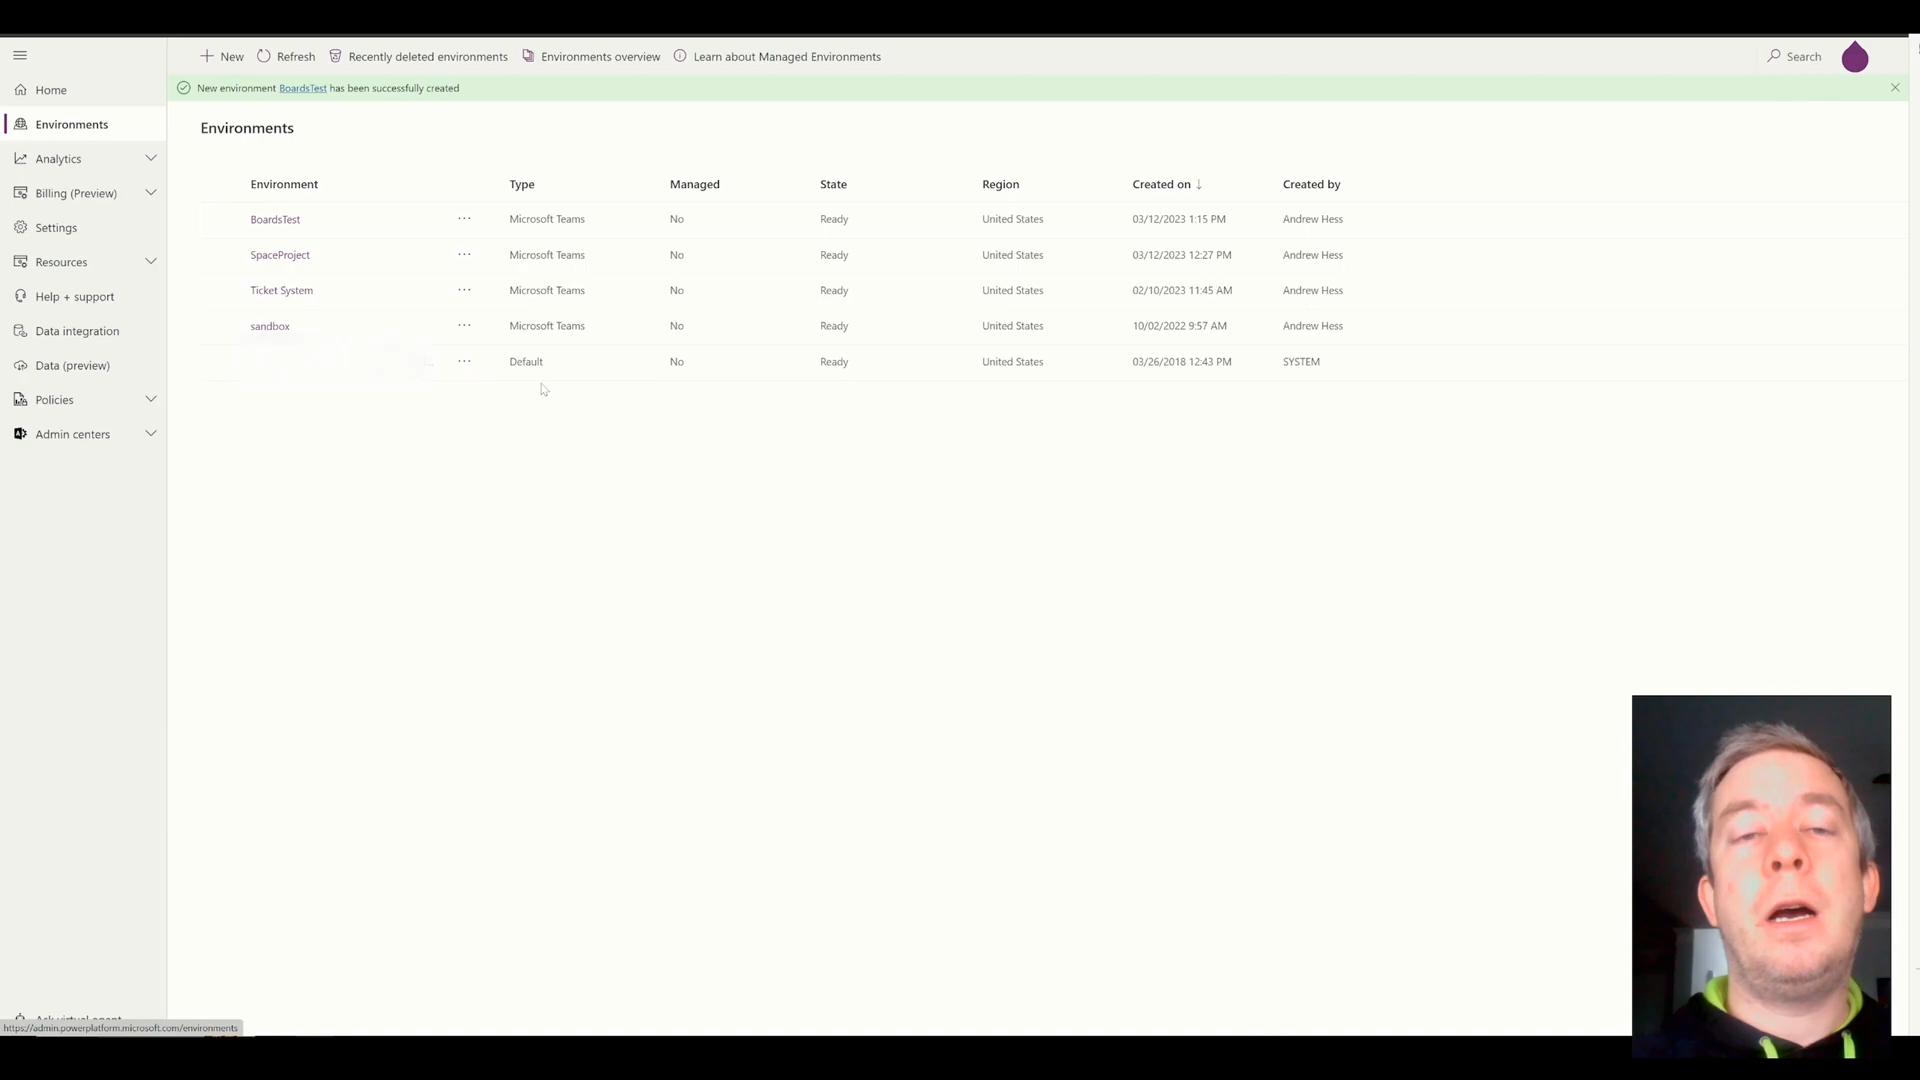 New
Refresh
Recently deleted environments
Environments overview
Learn about Managed Environments
Search
New environment BoardsTest has been successfully created
Home
Environments
Analytics
Billing (Preview)
Settings
Resources
Help + support
Data integration
Data (preview)
Policies
Admin centers
Ask virtual agent
https://admin.powerplatform.microsoft.com/environments
Environments
Environment Type Managed State Region Created on ↓ Created by
BoardsTest ... Microsoft Teams No Ready United States 03/12/2023 1:15 PM Andrew Hess
SpaceProject ... Microsoft Teams No Ready United States 03/12/2023 12:27 PM Andrew Hess
Ticket System ... Microsoft Teams No Ready United States 02/10/2023 11:45 AM Andrew Hess
sandbox ... Microsoft Teams No Ready United States 10/02/2022 9:57 AM Andrew Hess
... Default No Ready United States 03/26/2018 12:43 PM SYSTEM